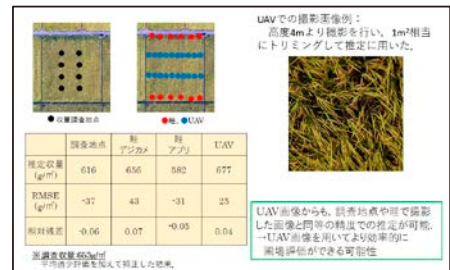 UAVでの撮影画像例:
高度4mより撮影を行い、1m²相当
にトリミングして推定に用いた。
●収量調査地点
●畦、●UAV
調査地点
畦
デジカメ
畦
アプリ
UAV
推定収量
(g/㎡)
616
656
582
677
RMSE
(g/㎡)
-37
43
-31
25
相対残差
-0.06
0.07
-0.05
0.04
UAV画像からも、調査地点や畦で撮影
した画像と同等の精度での推定が可能。
→UAV画像を用いてより効率的に
圃場評価ができる可能性